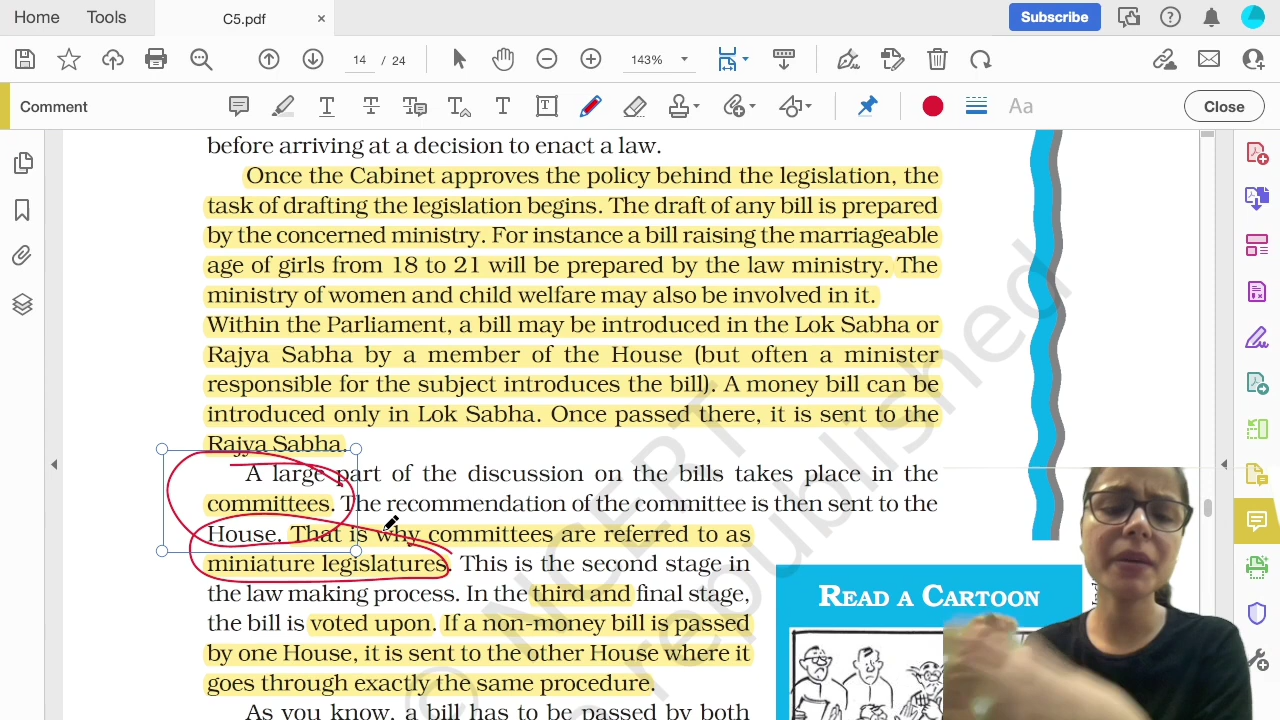 Home Tools C5.pdf × Subscribe
14 / 24 143%
Comment Close
before arriving at a decision to enact a law.
Once the Cabinet approves the policy behind the legislation, the
task of drafting the legislation begins. The draft of any bill is prepared
by the concerned ministry. For instance a bill raising the marriageable
age of girls from 18 to 21 will be prepared by the law ministry. The
ministry of women and child welfare may also be involved in it.
Within the Parliament, a bill may be introduced in the Lok Sabha or
Rajya Sabha by a member of the House (but often a minister
responsible for the subject introduces the bill). A money bill can be
introduced only in Lok Sabha. Once passed there, it is sent to the
Rajya Sabha.
A large part of the discussion on the bills takes place in the
committees. The recommendation of the committee is then sent to the
House. That is why committees are referred to as
miniature legislatures. This is the second stage in
the law making process. In the third and final stage,
the bill is voted upon. If a non-money bill is passed
by one House, it is sent to the other House where it
goes through exactly the same procedure.
As you know, a bill has to be passed by both
READ A CARTOON
© NCERT
republished